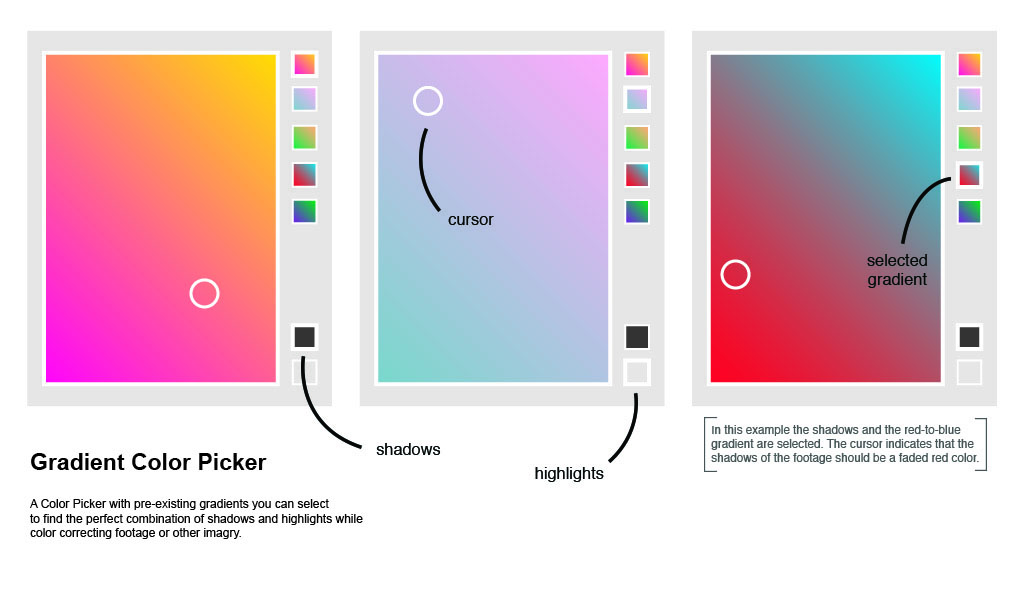 cursor
selected
gradient
shadows
highlights
In this example the shadows and the red-to-blue
gradient are selected. The cursor indicates that the
shadows of the footage should be a faded red color.
Gradient Color Picker
A Color Picker with pre-existing gradients you can select
to find the perfect combination of shadows and highlights while
color correcting footage or other imagry.